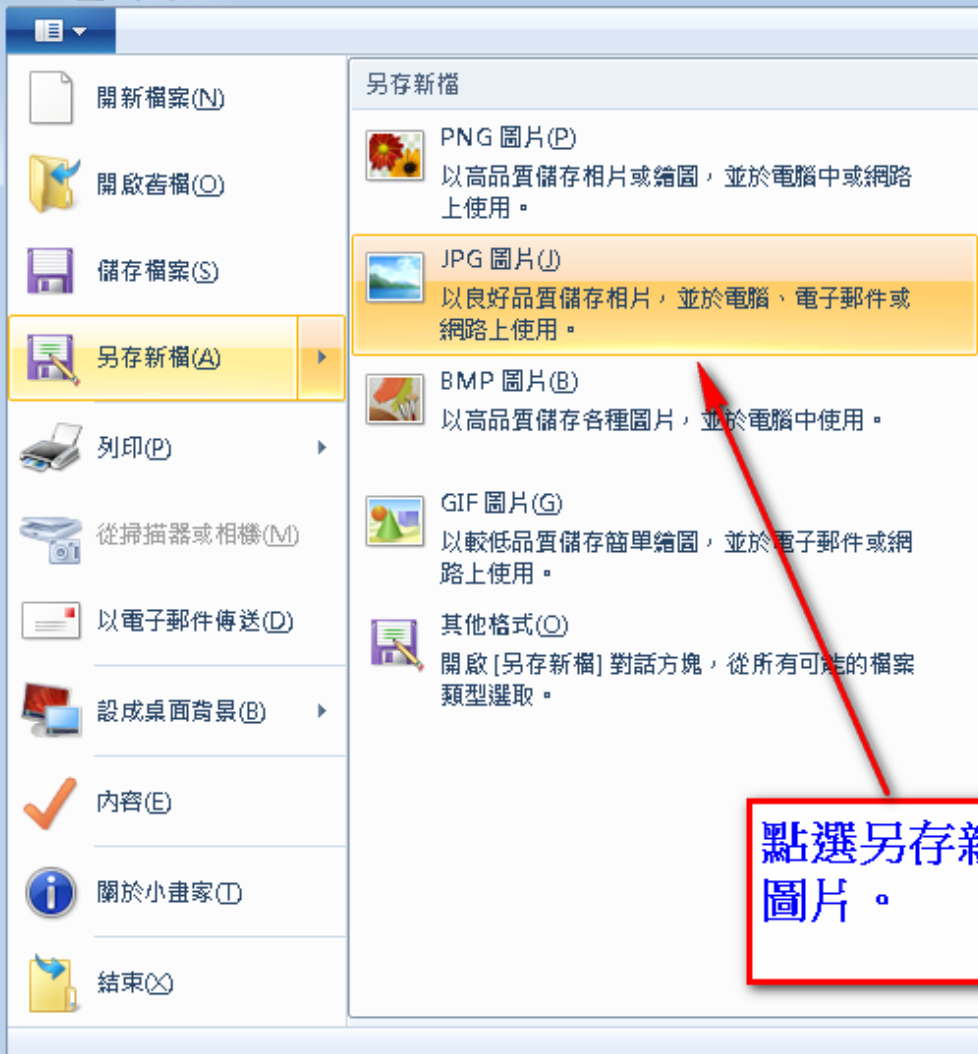 開新檔案(N)
開啟舊檔(O)
儲存檔案(S)
另存新檔(A)
列印(P)
從掃描器或相機(M)
以電子郵件傳送(D)
設成桌面背景(B)
內容(E)
關於小畫家(T)
結束(X)
另存新檔
PNG 圖片(P)
以高品質儲存相片或繪圖，並於電腦中或網路
上使用。
JPG 圖片(J)
以良好品質儲存相片，並於電腦、電子郵件或
網路上使用。
BMP 圖片(B)
以高品質儲存各種圖片，並於電腦中使用。
GIF 圖片(G)
以較低品質儲存簡單繪圖，並於電子郵件或網
路上使用。
其他格式(O)
開啟 [另存新檔] 對話方塊，從所有可能的檔案
類型選取。
點選另存新
圖片。